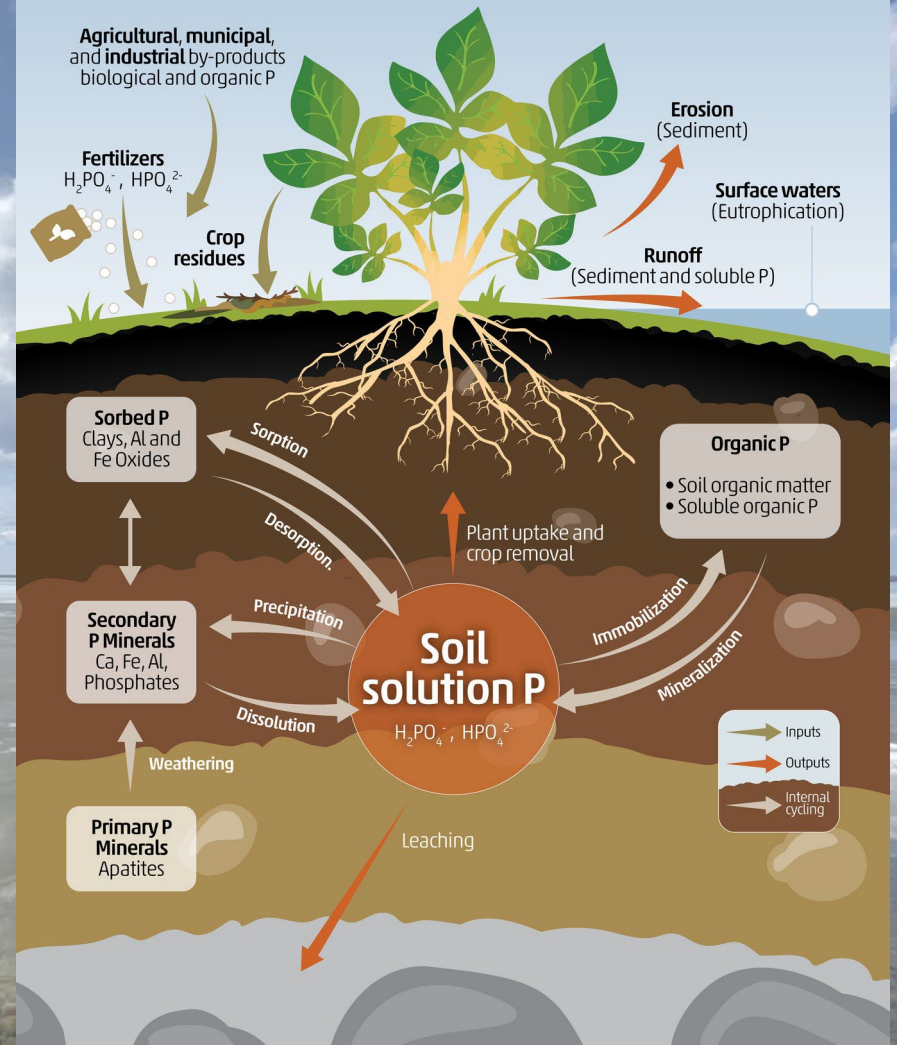 Agricultural, municipal,
and industrial by-products
biological and organic P
Fertilizers
H₂PO₄⁻ , HPO₄²⁻
Crop
residues
Erosion
(Sediment)
Surface waters
(Eutrophication)
Runoff
(Sediment and soluble P)
Sorbed P
Clays, Al and
Fe Oxides
Sorption
Desorption.
Organic P
• Soil organic matter
• Soluble organic P
Plant uptake and
crop removal
Secondary
P Minerals
Ca, Fe, Al,
Phosphates
Precipitation
Dissolution
Soil
solution P
H₂PO₄⁻ , HPO₄²⁻
Immobilization
Mineralization
Weathering
Primary P
Minerals
Apatites
Leaching
Inputs
Outputs
Internal
cycling